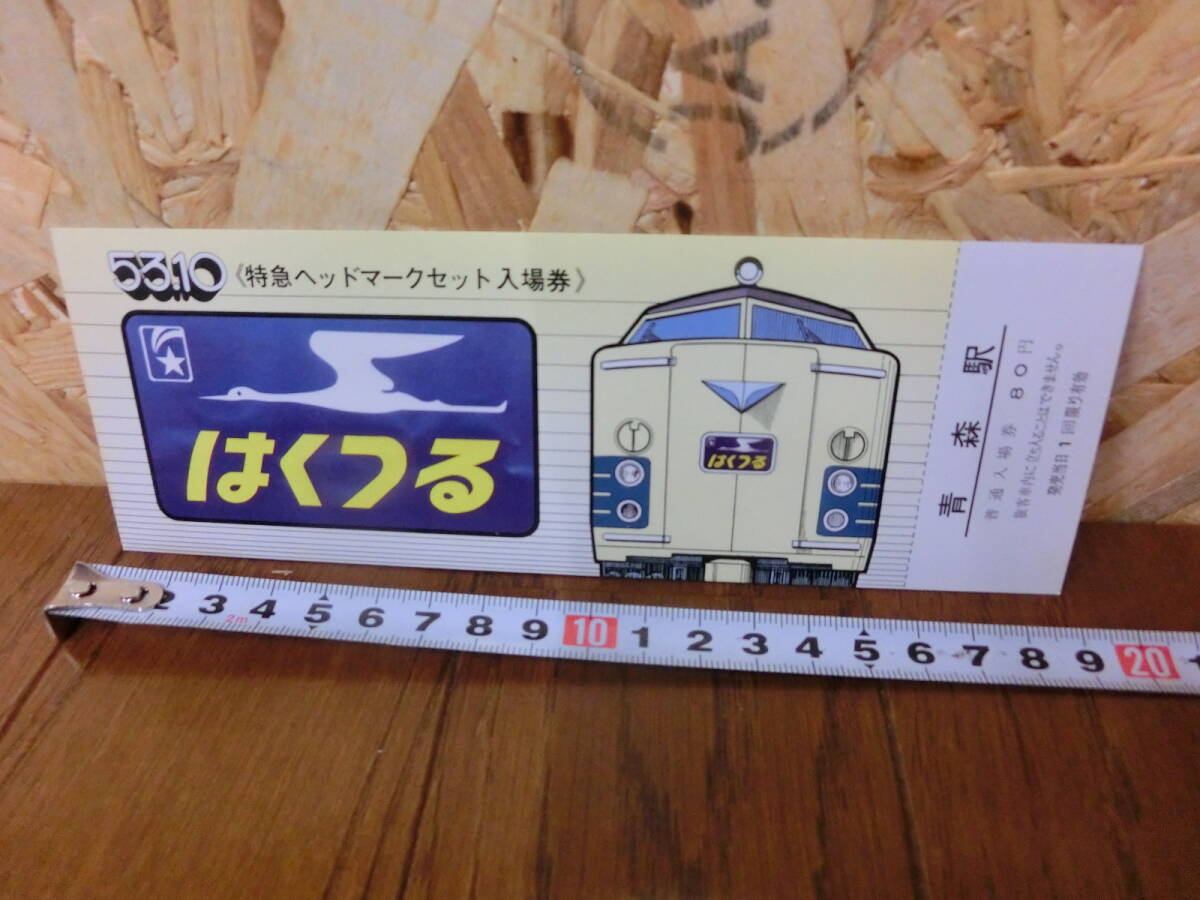 53.10《特急ヘッドマークセット入場券》
はくつる
はくつる
青森駅
普通入場券 80円
旅客車内に立ち入ることはできません。
発売当日1回限り有効
2 3 4 5 6 7 8 9 10 1 2 3 4 5 6 7 8 9 20
2m